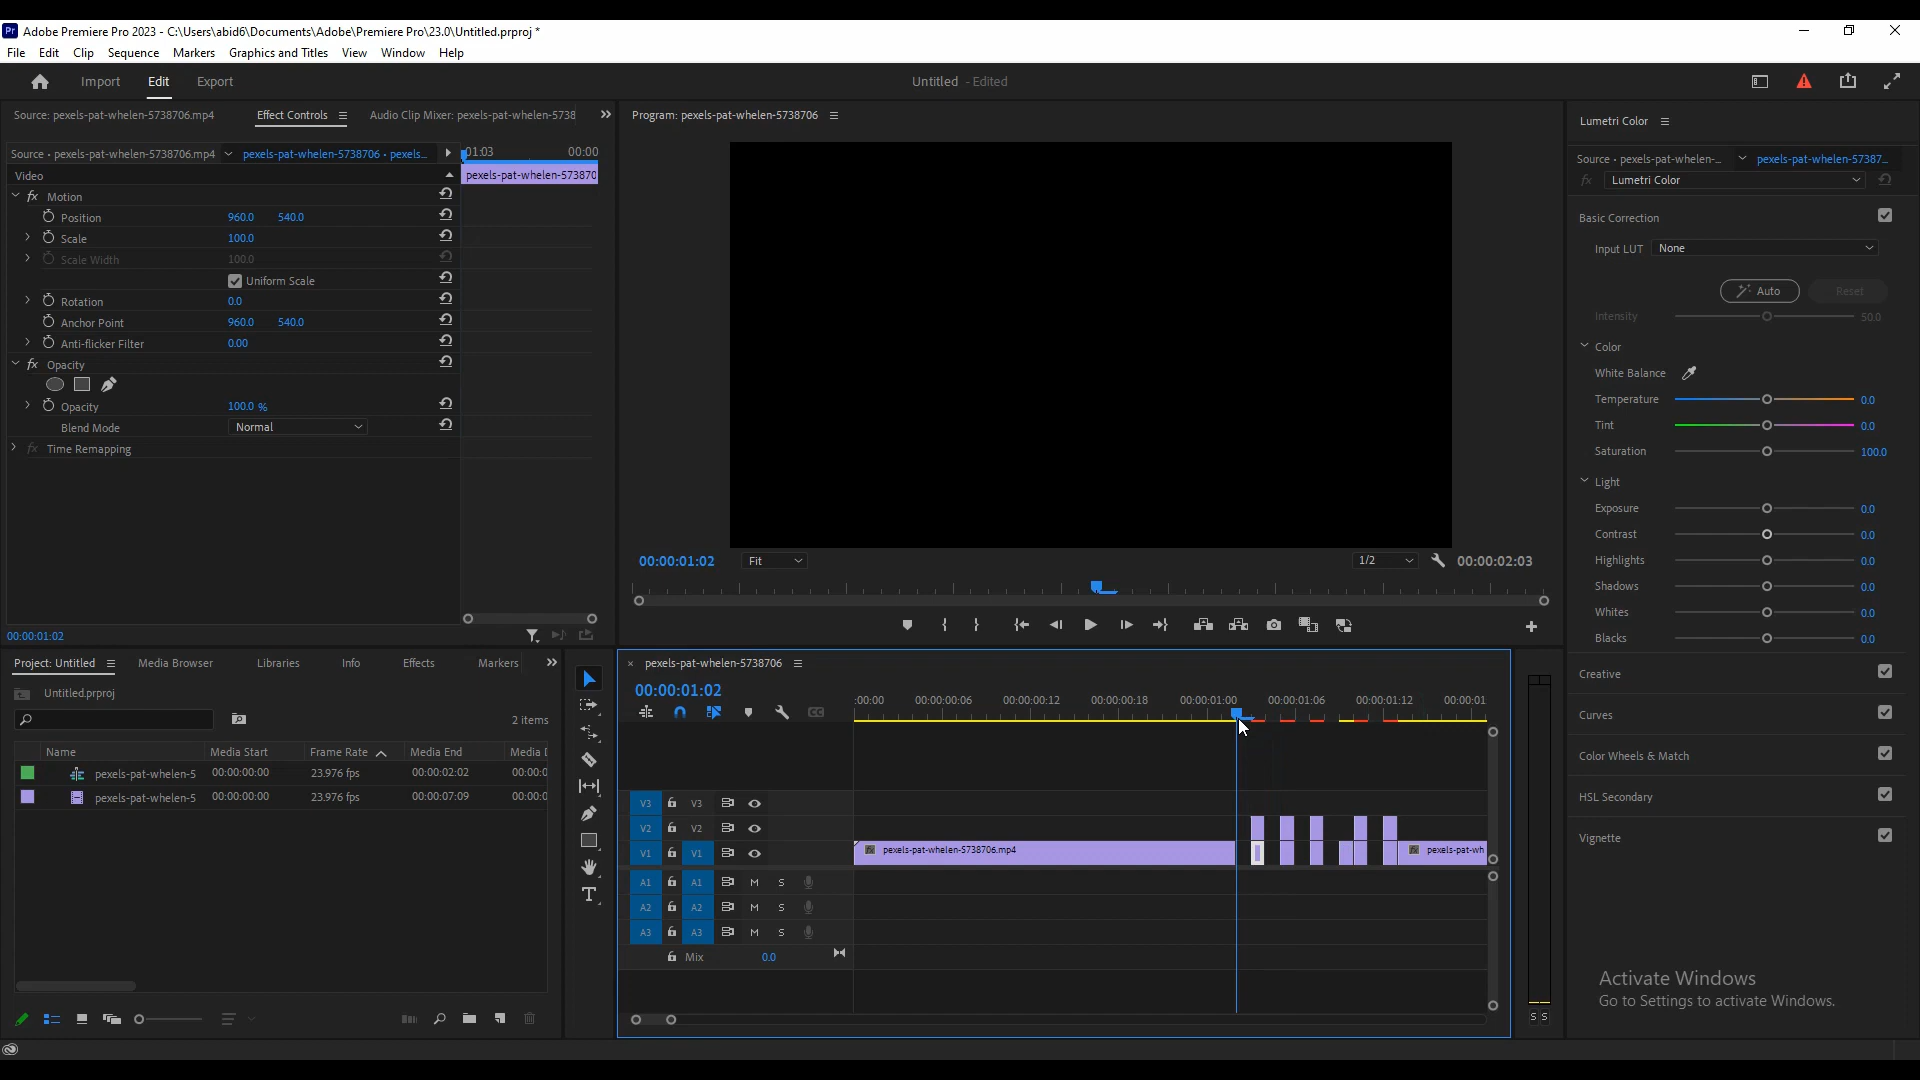 Pr Adobe Premiere Pro 2023 - C:\Users\abid6\Documents\Adobe\Premiere Pro\23.0\Untitled.prproj *
File Edit Clip Sequence Markers Graphics and Titles View Window Help
Import Edit Export
Untitled - Edited
Source: pexels-pat-whelen-5738706.mp4 Effect Controls Audio Clip Mixer: pexels-pat-whelen-5738
Source • pexels-pat-whelen-5738706.mp4 pexels-pat-whelen-5738706 • pexels...
01:03 00:00
pexels-pat-whelen-573870
Video
fx Motion
Position 960.0 540.0
Scale 100.0
Scale Width 100.0
Uniform Scale
Rotation 0.0
Anchor Point 960.0 540.0
Anti-flicker Filter 0.00
fx Opacity
Opacity 100.0 %
Blend Mode Normal
fx Time Remapping
00:00:01:02
Program: pexels-pat-whelen-5738706
00:00:01:02 Fit 1/2 00:00:02:03
Lumetri Color
Source • pexels-pat-whelen-... pexels-pat-whelen-57387...
fx Lumetri Color
Basic Correction
Input LUT None
Auto Reset
Intensity 50.0
Color
White Balance
Temperature 0.0
Tint 0.0
Saturation 100.0
Light
Exposure 0.0
Contrast 0.0
Highlights 0.0
Shadows 0.0
Whites 0.0
Blacks 0.0
Creative
Curves
Color Wheels & Match
HSL Secondary
Vignette
Project: Untitled Media Browser Libraries Info Effects Markers
Untitled.prproj
2 items
Name Media Start Frame Rate Media End Media D
pexels-pat-whelen-5 00:00:00:00 23.976 fps 00:00:02:02 00:00:0
pexels-pat-whelen-5 00:00:00:00 23.976 fps 00:00:07:09 00:00:0
T
× pexels-pat-whelen-5738706
00:00:01:02
:00:00 00:00:00:06 00:00:00:12 00:00:00:18 00:00:01:00 00:00:01:06 00:00:01:12 00:00:01
CC
V3 V3
V2 V2
V1 V1 fx pexels-pat-whelen-5738706.mp4 fx pexels-pat-wh
A1 A1 M S
A2 A2 M S
A3 A3 M S
Mix 0.0
S S
Activate Windows
Go to Settings to activate Windows.